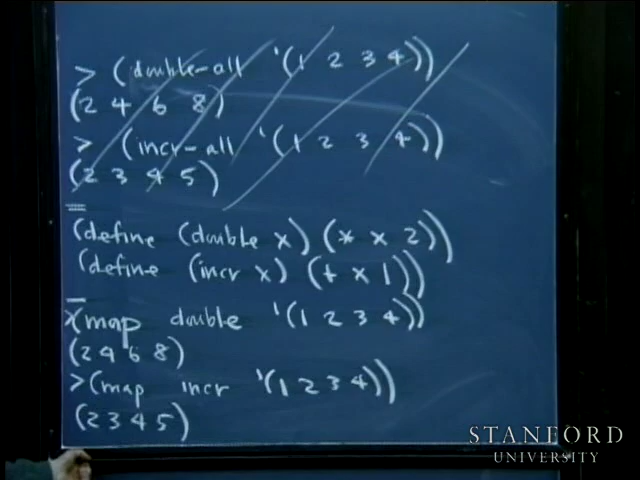 > (double-all '(1 2 3 4))
(2 4 6 8)
> (incr-all '(1 2 3 4))
(2 3 4 5)
(define (double x) (* x 2))
(define (incr x) (+ x 1))
(map double '(1 2 3 4))
(2 4 6 8)
>(map incr '(1 2 3 4))
(2 3 4 5)
STANFORD
UNIVERSITY